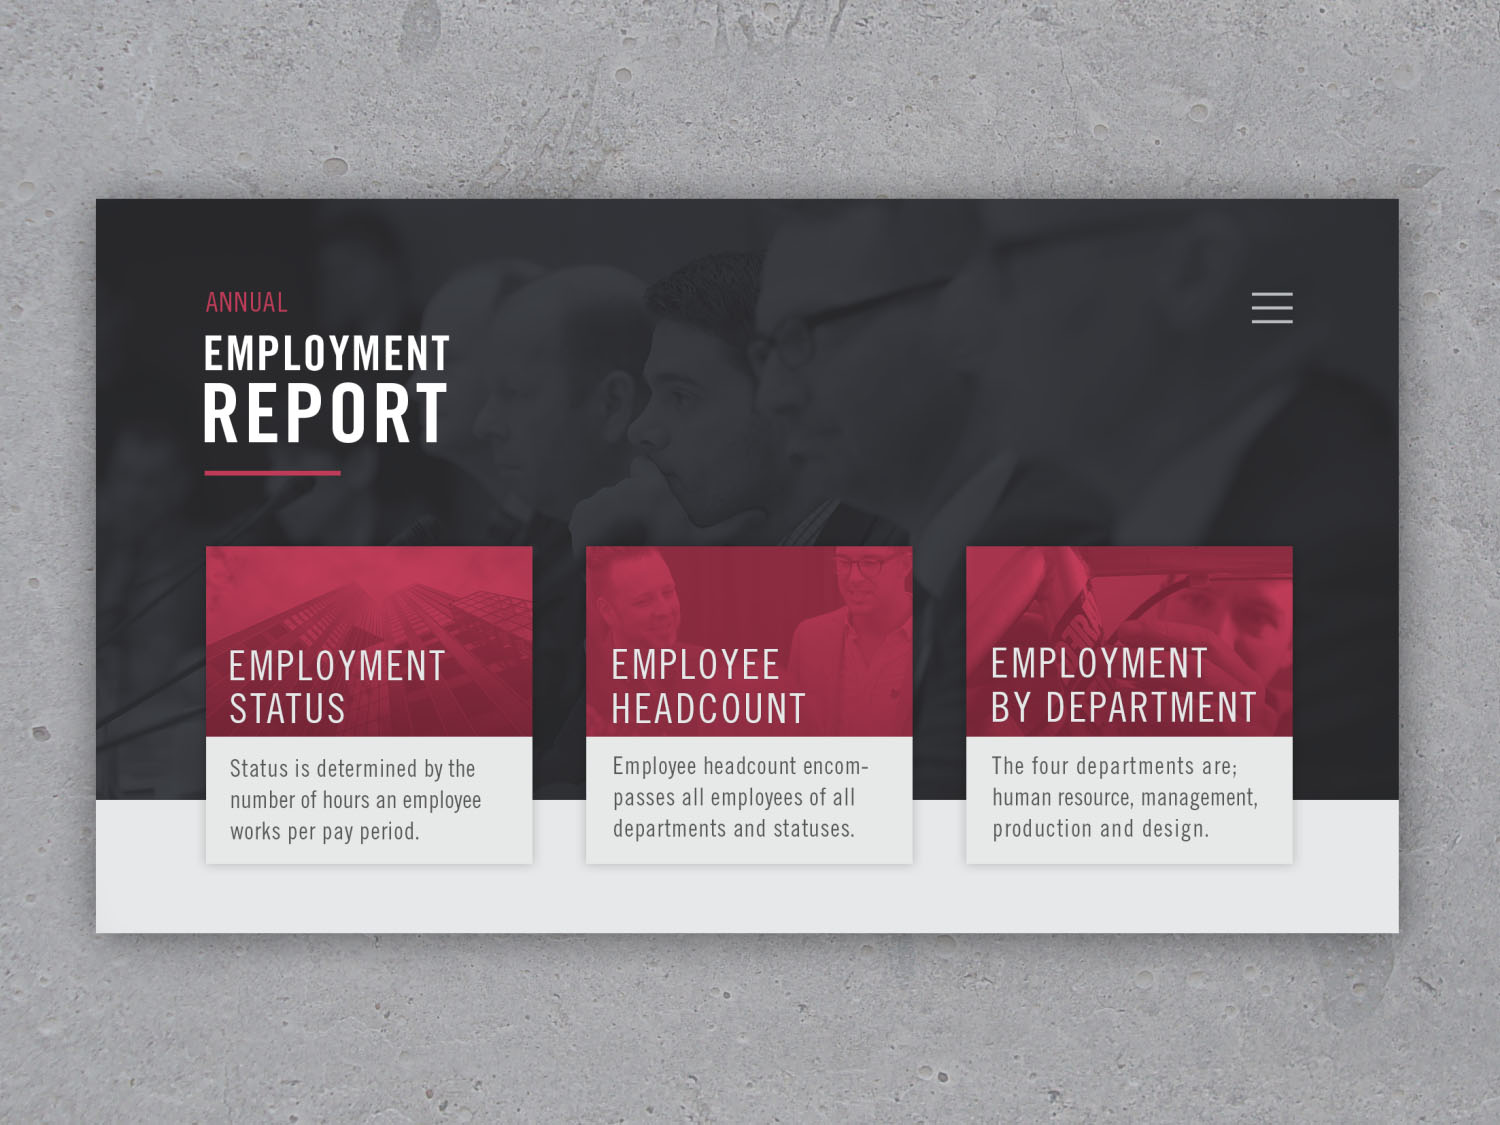 ANNUAL
EMPLOYMENT
REPORT
EMPLOYMENT
STATUS
Status is determined by the
number of hours an employee
works per pay period.
EMPLOYEE
HEADCOUNT
Employee headcount encom-
passes all employees of all
departments and statuses.
EMPLOYMENT
BY DEPARTMENT
The four departments are;
human resource, management,
production and design.